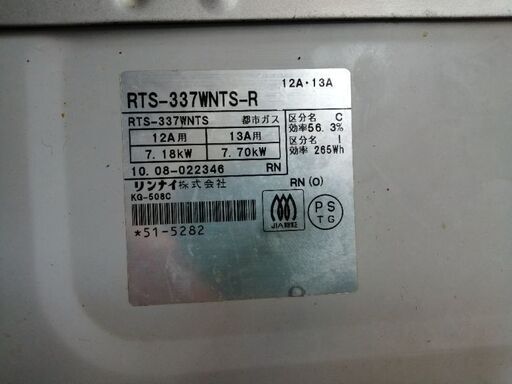 12A・13A
RTS-337WNTS-R
RTS-337WNTS 都市ガス
12A用 13A用
7.18kW 7.70kW
区分名 C
効率56.3%
区分名 I
効率 265Wh
10.08-022346 RN
リンナイ株式会社
RN(O)
KG-508C
*51-5282
JIA認証
PS
TG